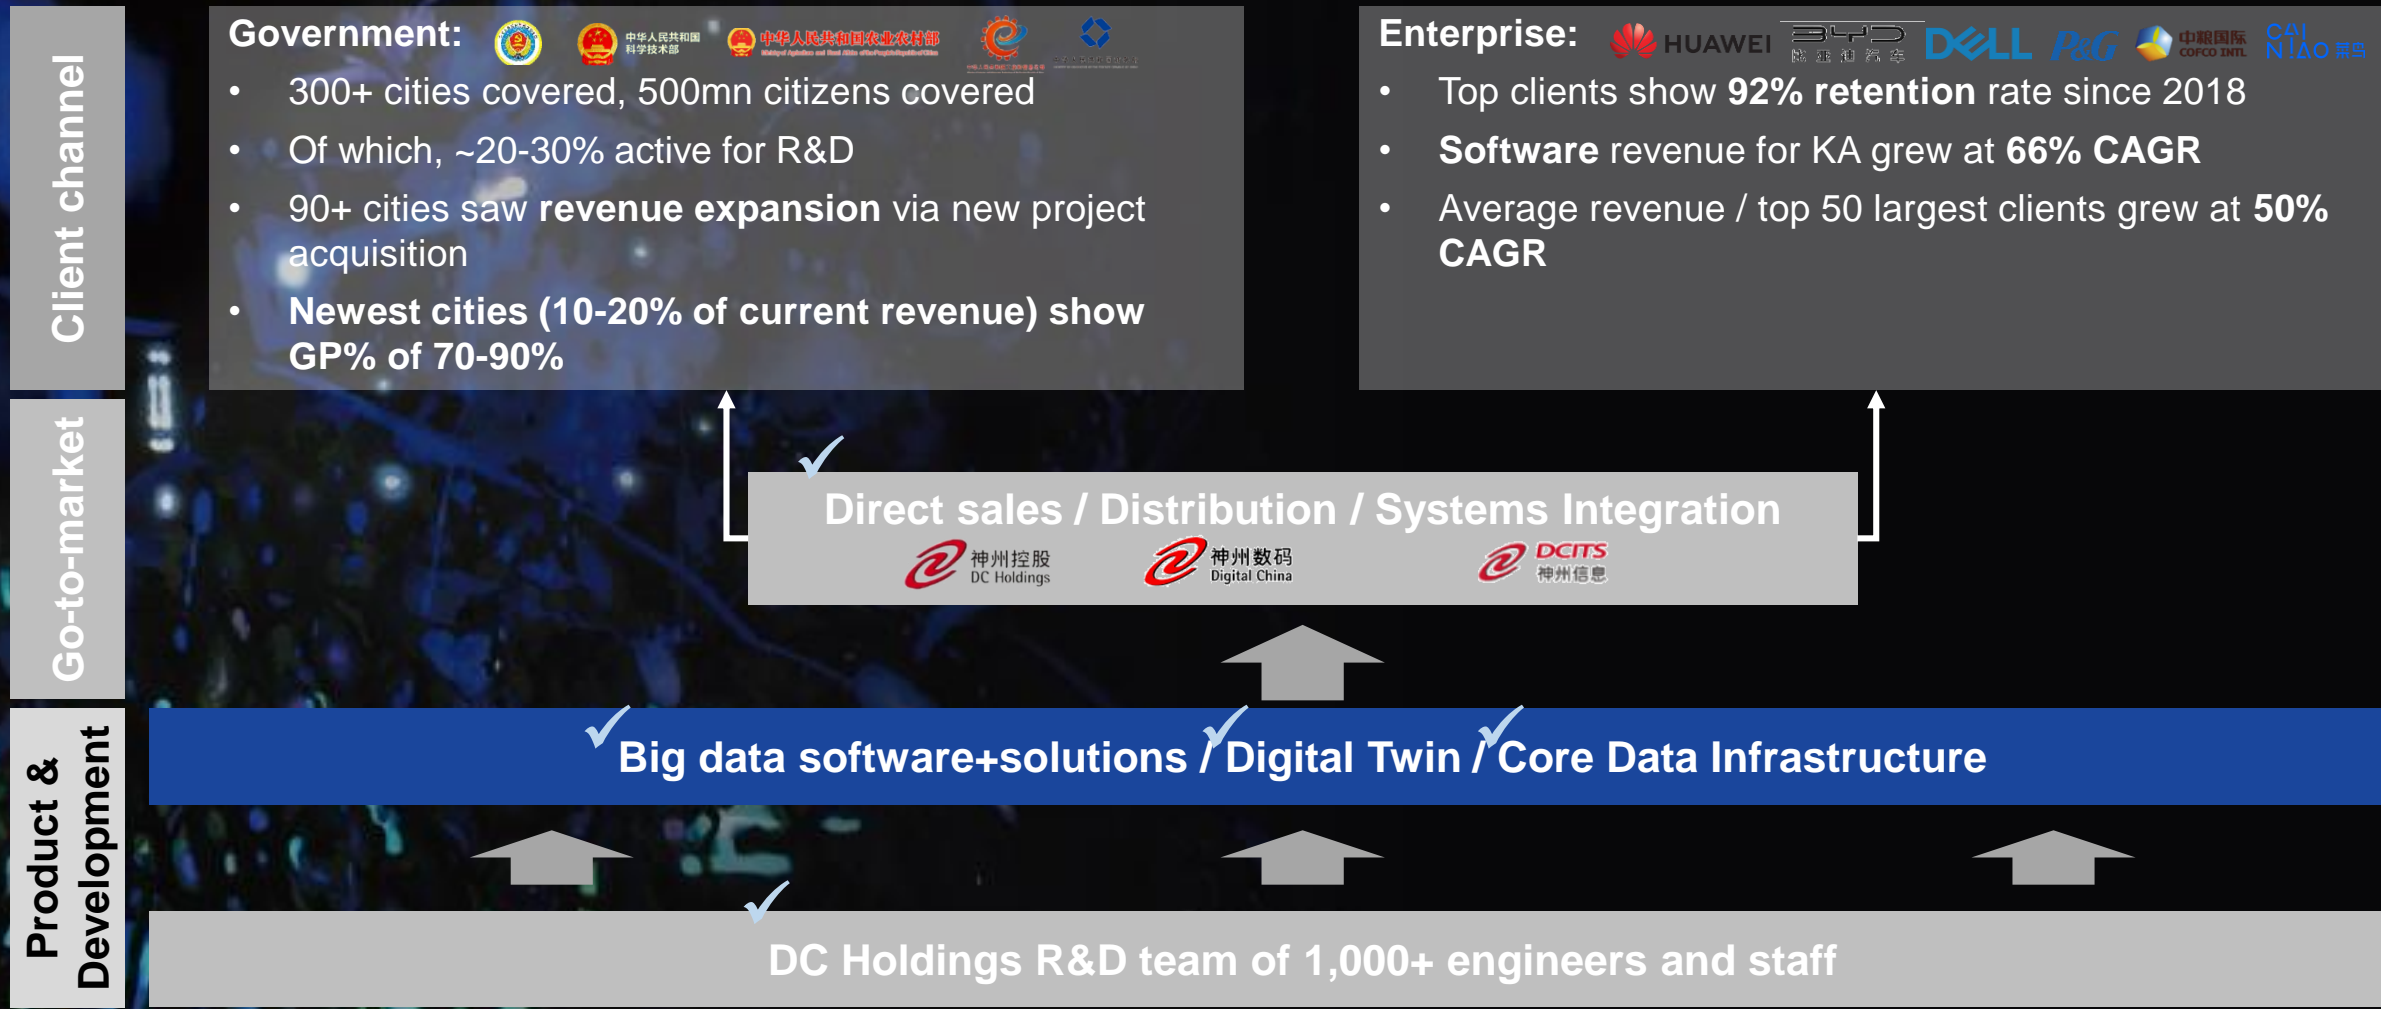 Client channel
Government:
中华人民共和国
科学技术部
中华人民共和国农业农村部
• 300+ cities covered, 500mn citizens covered
• Of which, ~20-30% active for R&D
• 90+ cities saw revenue expansion via new project
acquisition
• Newest cities (10-20% of current revenue) show
GP% of 70-90%
Enterprise:
HUAWEI
BYD
比亚迪汽车
DELL
P&G
中粮国际
COFCO INTL
CAI
NIAO 菜鸟
• Top clients show 92% retention rate since 2018
• Software revenue for KA grew at 66% CAGR
• Average revenue / top 50 largest clients grew at 50%
CAGR
Go-to-market
Direct sales / Distribution / Systems Integration
神州控股
DC Holdings
神州数码
Digital China
DCITS
神州信息
Product &
Development
Big data software+solutions / Digital Twin / Core Data Infrastructure
DC Holdings R&D team of 1,000+ engineers and staff